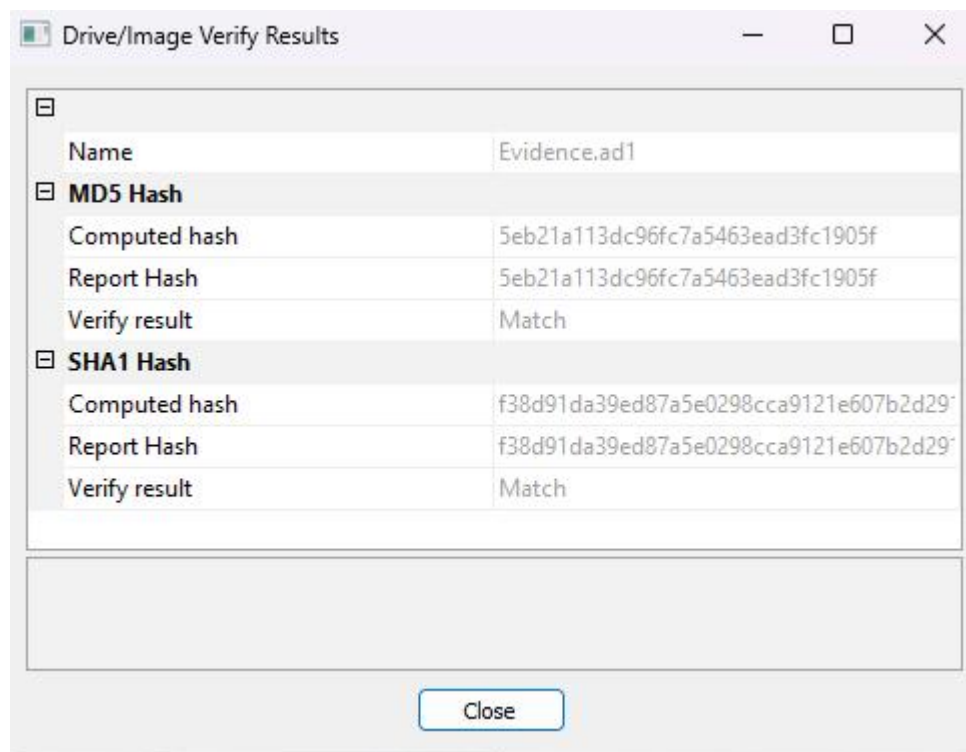 Drive/Image Verify Results
Name Evidence.ad1
MD5 Hash
Computed hash 5eb21a113dc96fc7a5463ead3fc1905f
Report Hash 5eb21a113dc96fc7a5463ead3fc1905f
Verify result Match
SHA1 Hash
Computed hash f38d91da39ed87a5e0298cca9121e607b2d29
Report Hash f38d91da39ed87a5e0298cca9121e607b2d29
Verify result Match
Close